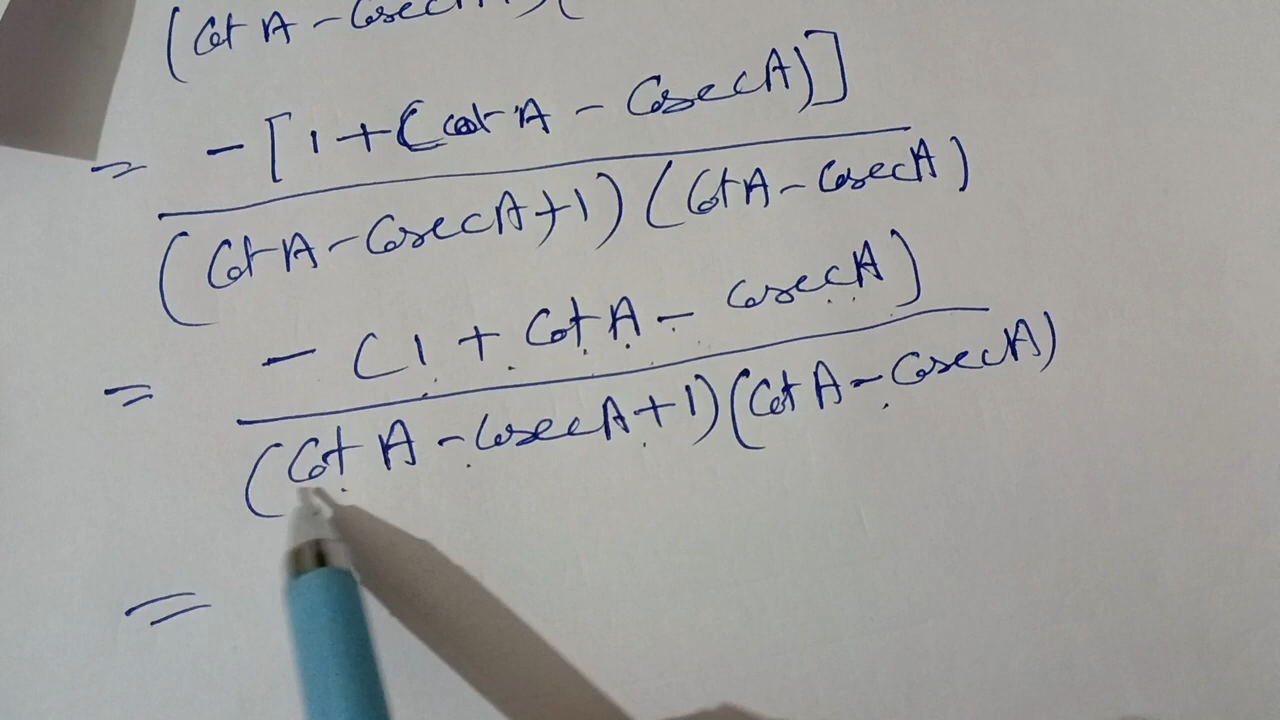 (Cot A - Cosec A) (
= - [1 + (cot A - Cosec A)]
(Cot A - Cosec A + 1) (Cot A - Cosec A)
= - (1 + Cot A - Cosec A)
(Cot A - Cosec A + 1) (Cot A - Cosec A)
=